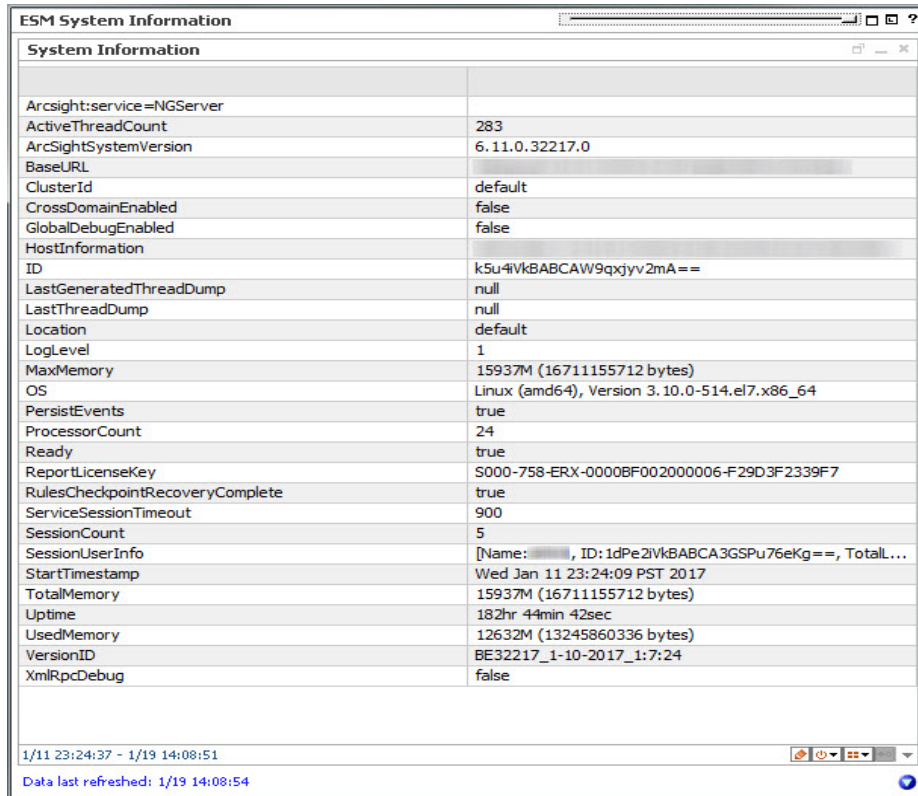 ESM System Information ?
System Information
Arcsight:service=NGServer
ActiveThreadCount 283
ArcSightSystemVersion 6.11.0.32217.0
BaseURL
ClusterId default
CrossDomainEnabled false
GlobalDebugEnabled false
HostInformation
ID k5u4iVkBABCAW9qxjyv2mA==
LastGeneratedThreadDump null
LastThreadDump null
Location default
LogLevel 1
MaxMemory 15937M (16711155712 bytes)
OS Linux (amd64), Version 3.10.0-514.el7.x86_64
PersistEvents true
ProcessorCount 24
Ready true
ReportLicenseKey S000-758-ERX-0000BF002000006-F29D3F2339F7
RulesCheckpointRecoveryComplete true
ServiceSessionTimeout 900
SessionCount 5
SessionUserInfo [Name: , ID:1dPe2iVkBABCA3GSPu76eKg==, TotalL...
StartTimestamp Wed Jan 11 23:24:09 PST 2017
TotalMemory 15937M (16711155712 bytes)
Uptime 182hr 44min 42sec
UsedMemory 12632M (13245860336 bytes)
VersionID BE32217_1-10-2017_1:7:24
XmlRpcDebug false
1/11 23:24:37 - 1/19 14:08:51
Data last refreshed: 1/19 14:08:54